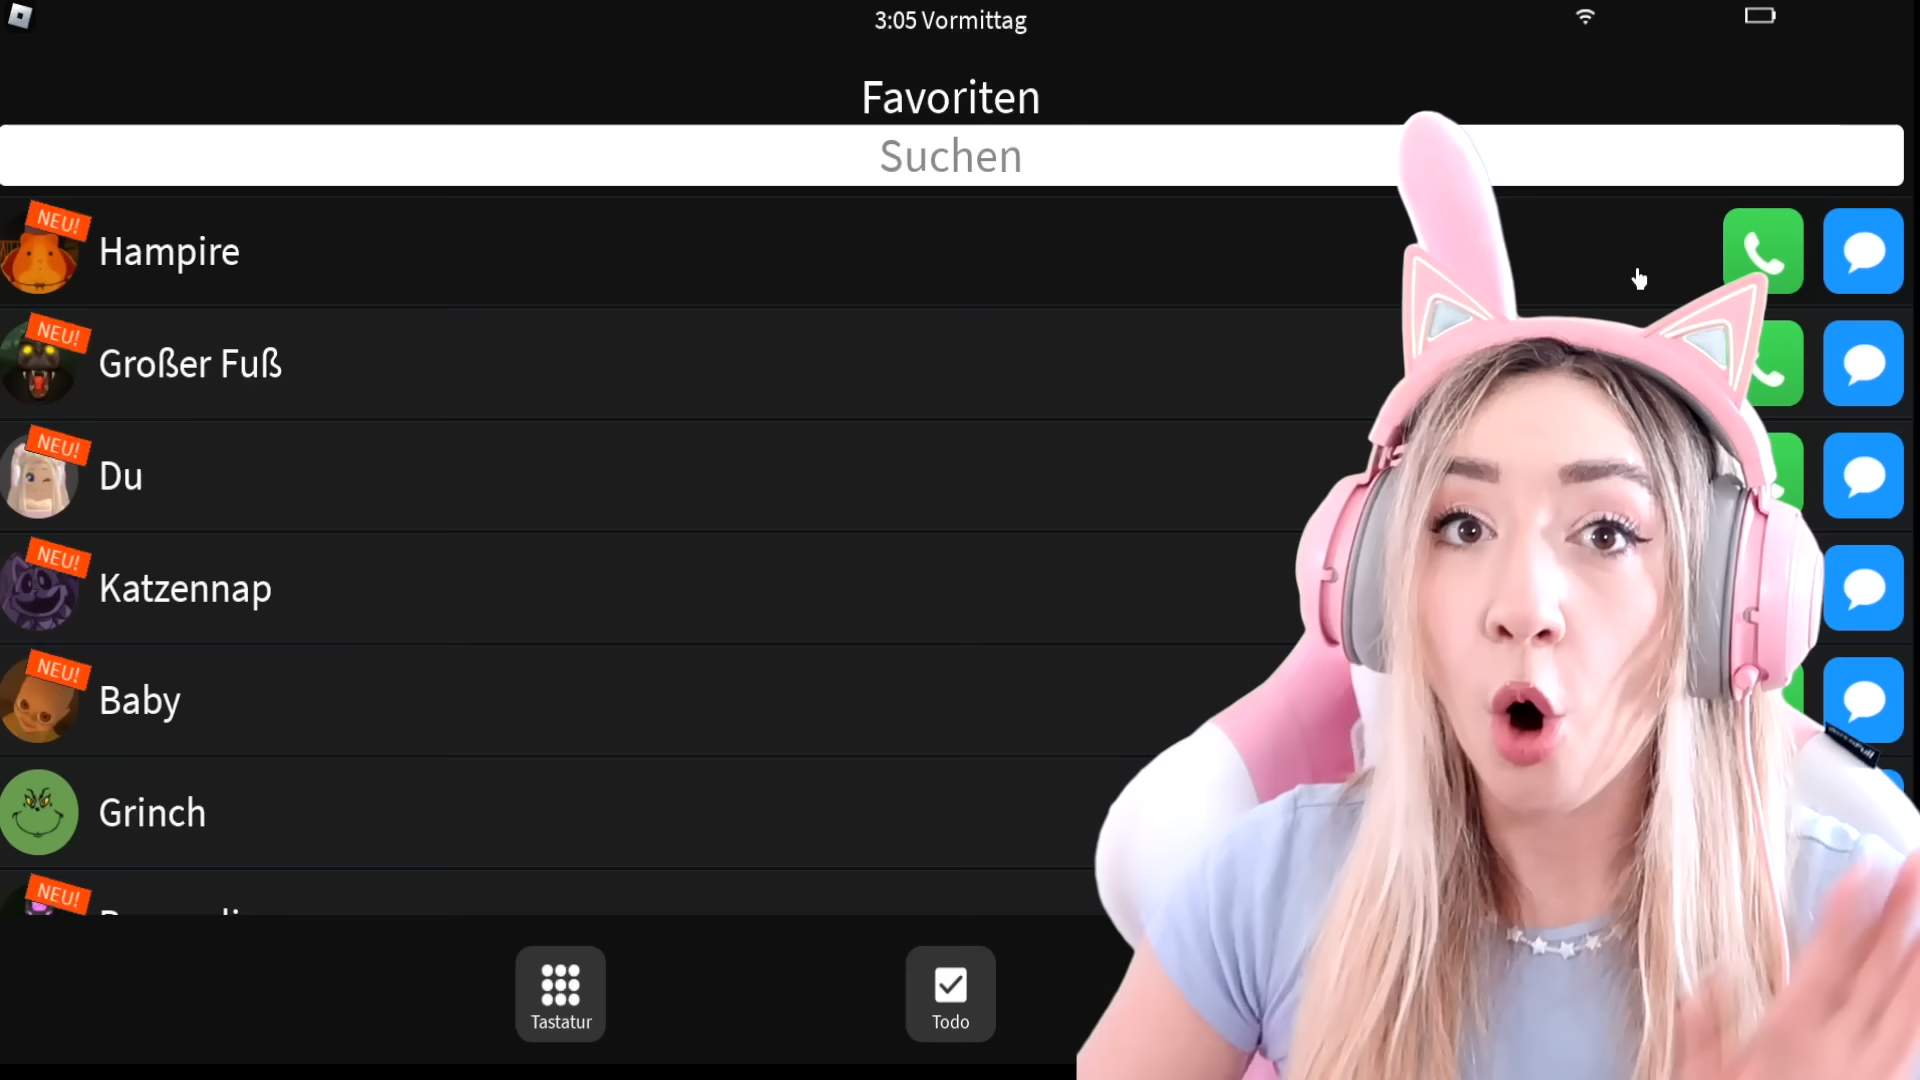 3:05 Vormittag
Favoriten
Suchen
NEU!
Hampire
NEU!
Großer Fuß
NEU!
Du
NEU!
Katzennap
NEU!
Baby
Grinch
NEU!
Tastatur
Todo